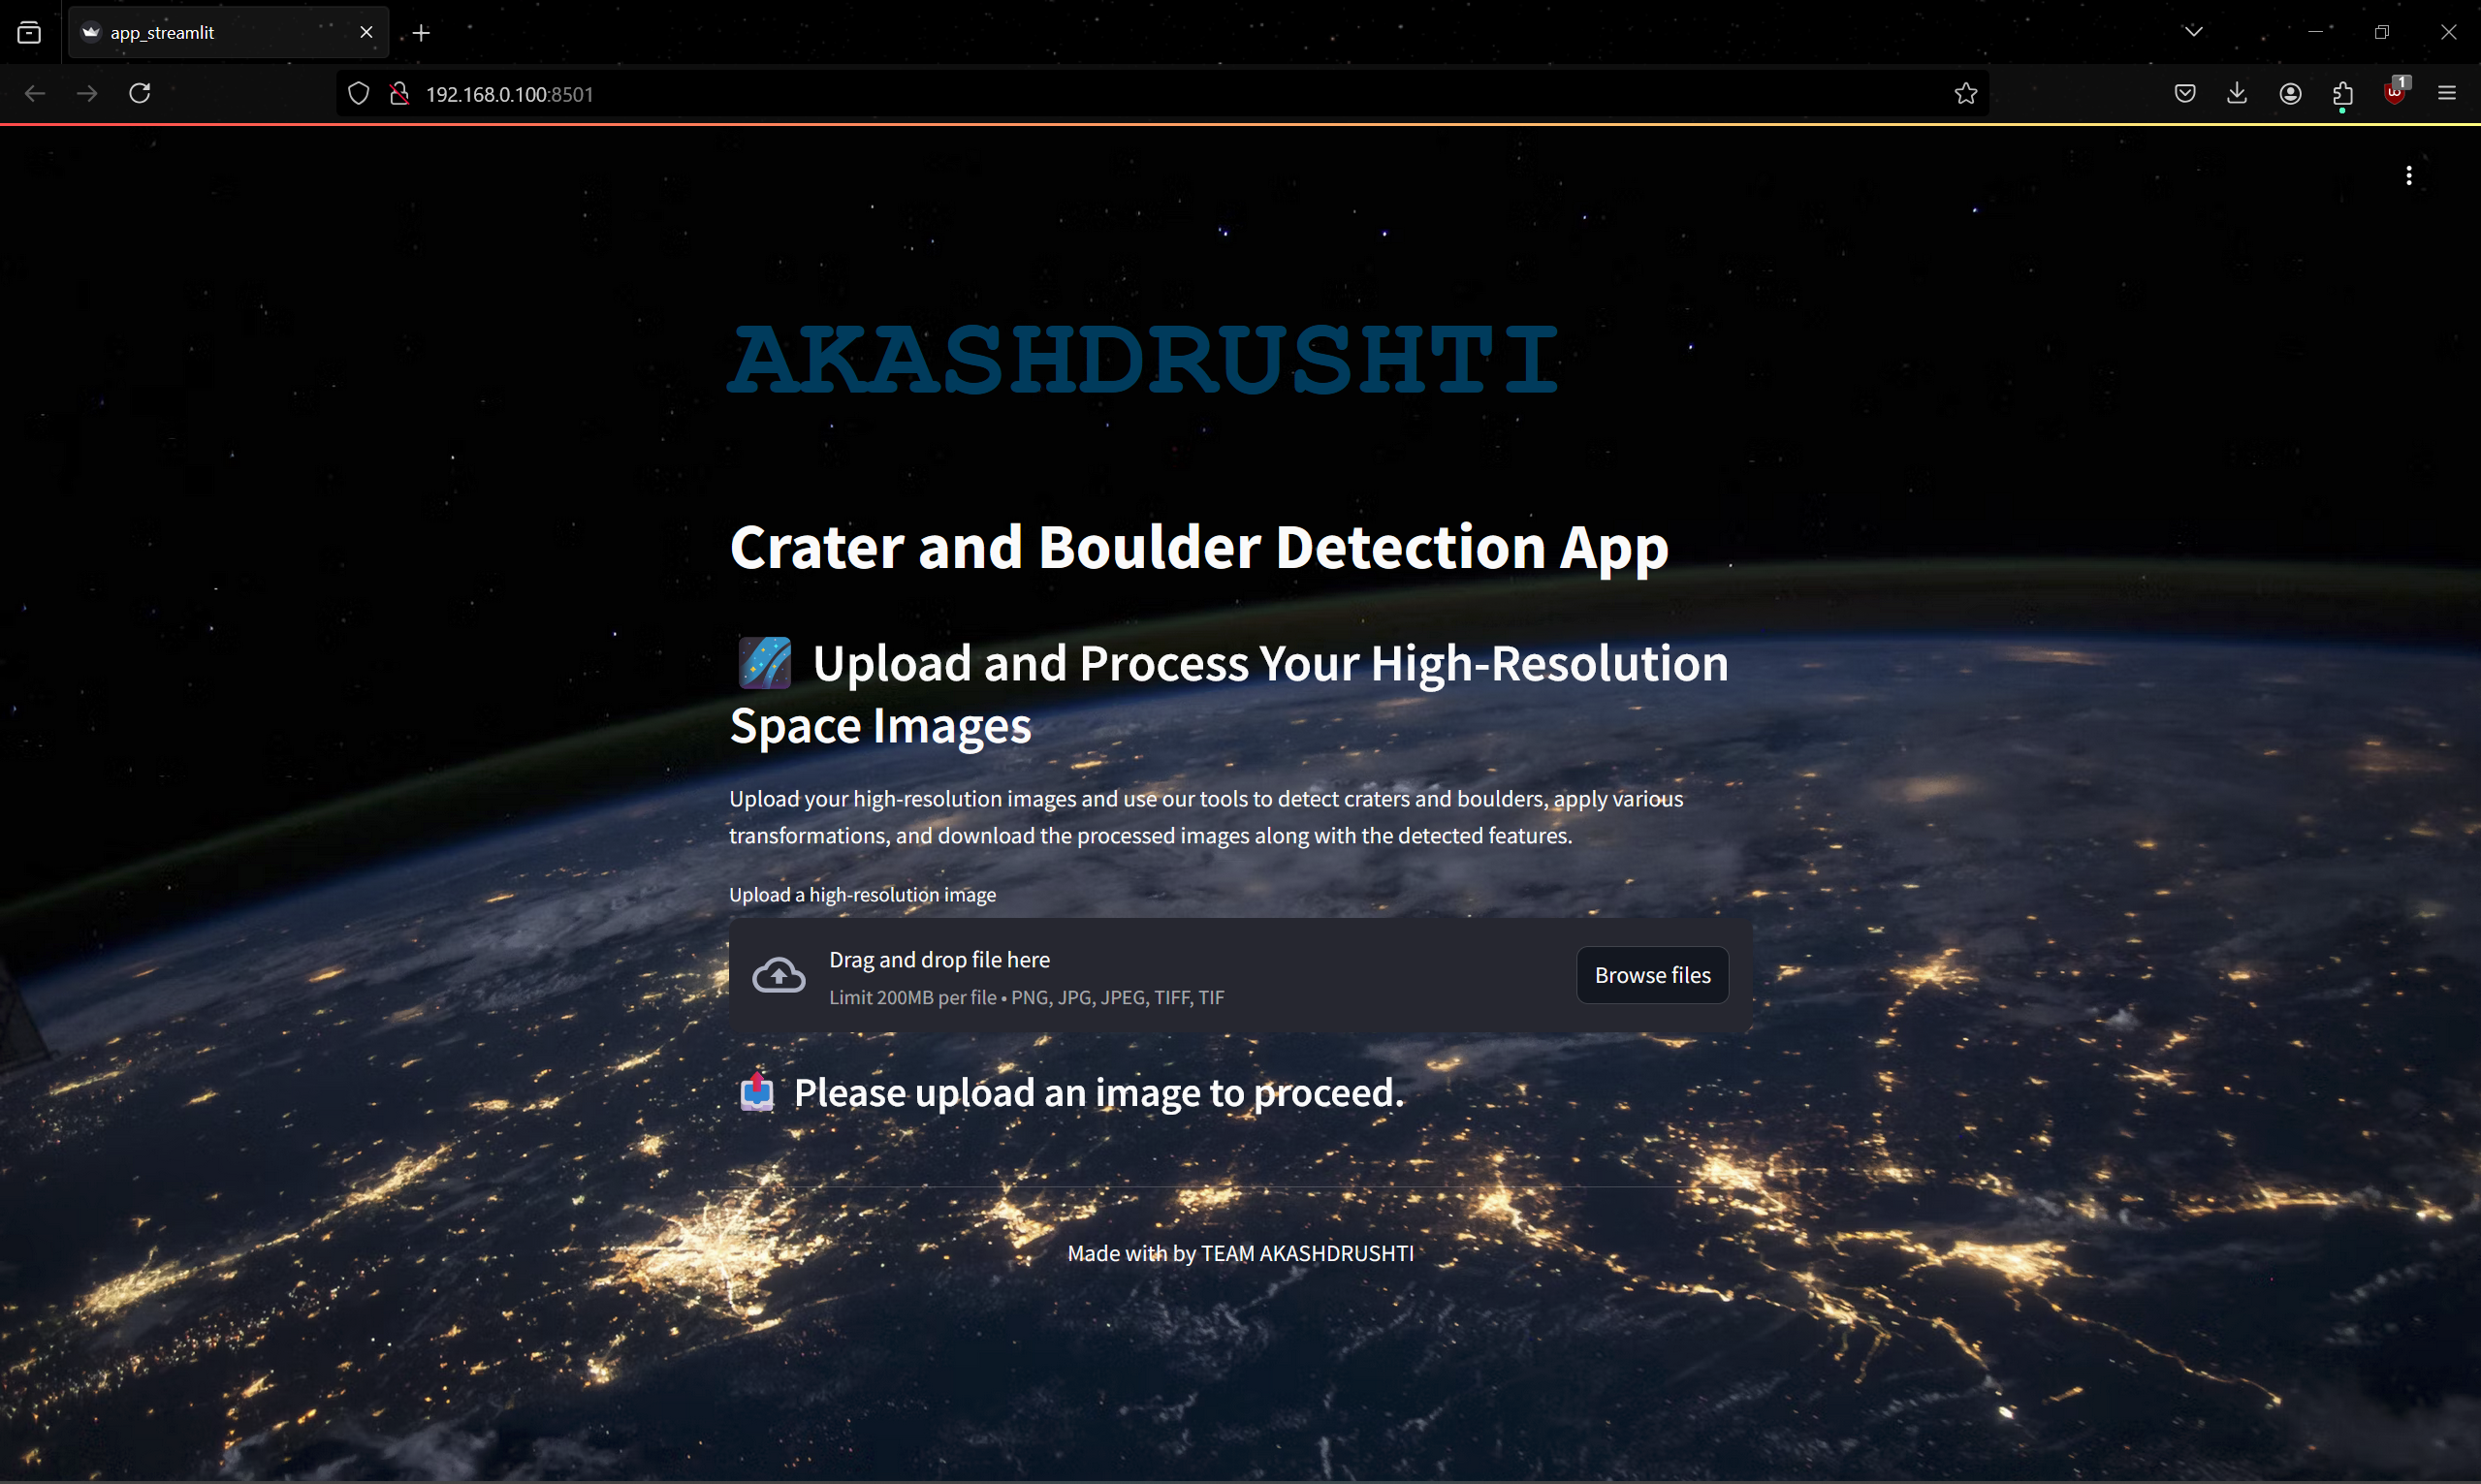 app_streamlit
192.168.0.100:8501
1
AKASHDRUSHTI
Crater and Boulder Detection App
Upload and Process Your High-Resolution
Space Images
Upload your high-resolution images and use our tools to detect craters and boulders, apply various
transformations, and download the processed images along with the detected features.
Upload a high-resolution image
Drag and drop file here
Limit 200MB per file • PNG, JPG, JPEG, TIFF, TIF
Browse files
Please upload an image to proceed.
Made with by TEAM AKASHDRUSHTI